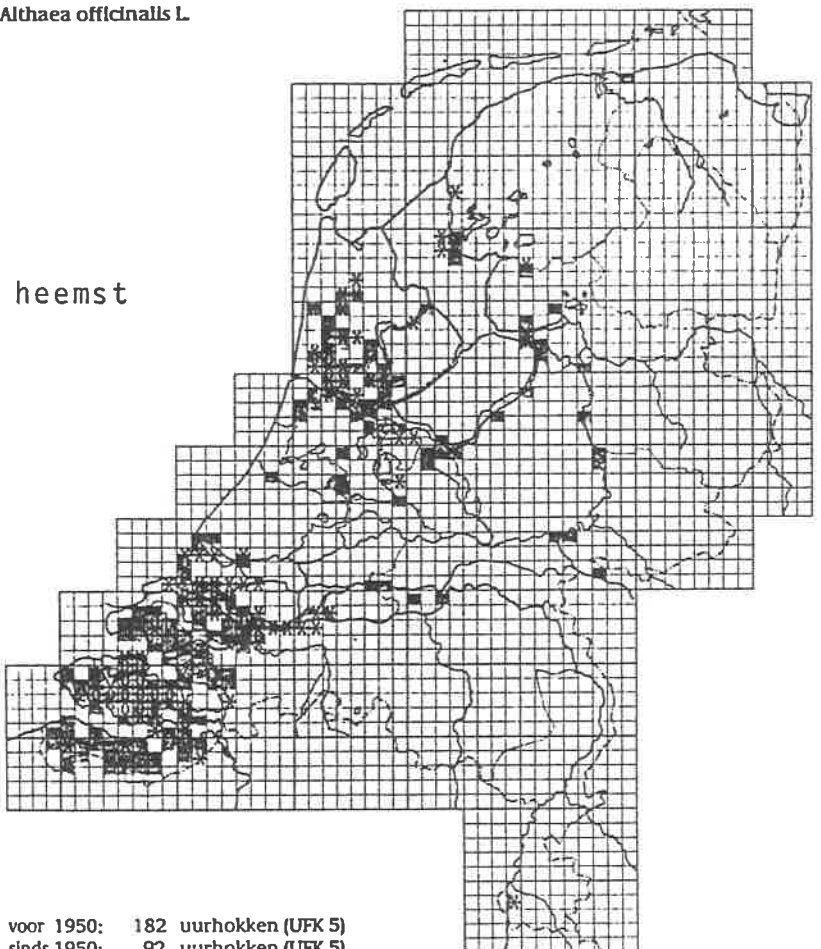 Althaea officinalis L.
heemst
voor 1950: 182 uurhokken (UFK 5)
sinds 1950: 92 uurhokken (UFK 5)